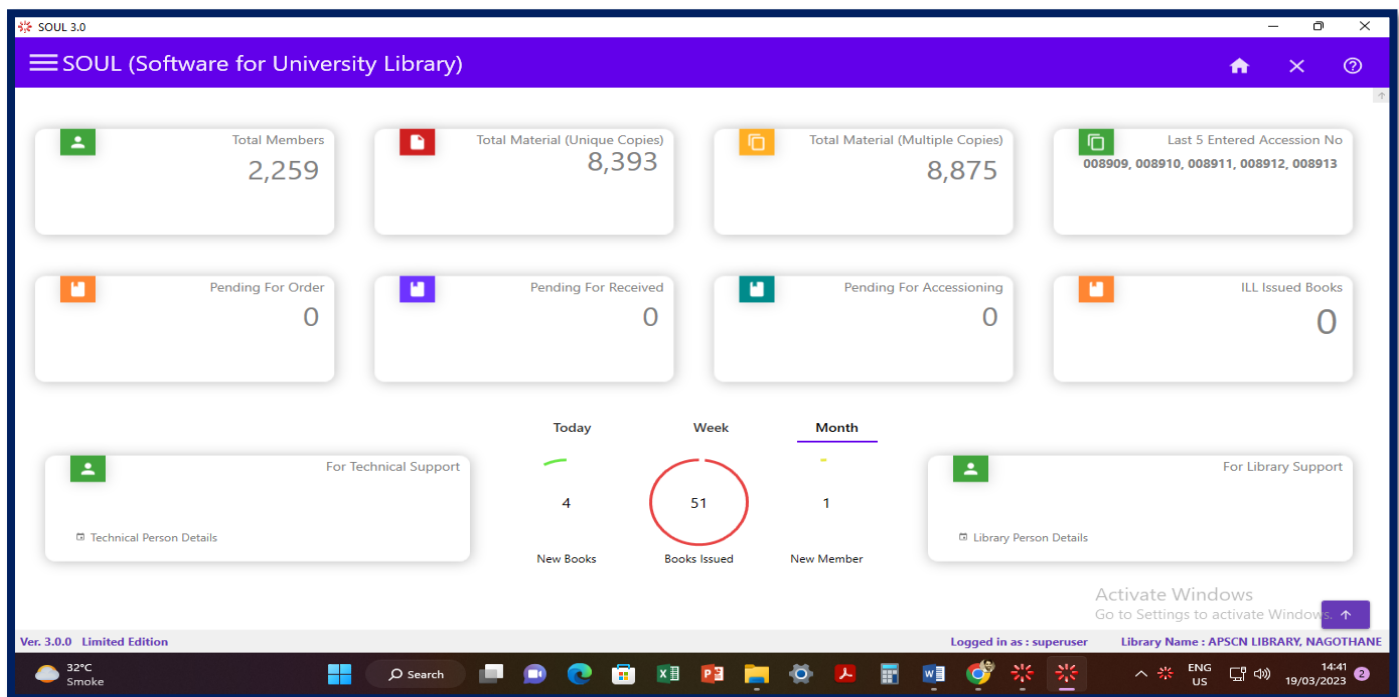 SOUL 3.0
SOUL (Software for University Library)
Total Members
2,259
Total Material (Unique Copies)
8,393
Total Material (Multiple Copies)
8,875
Last 5 Entered Accession No
008909, 008910, 008911, 008912, 008913
Pending For Order
0
Pending For Received
0
Pending For Accessioning
0
ILL Issued Books
0
Today Week Month
For Technical Support
Technical Person Details
4 51 1
New Books Books Issued New Member
For Library Support
Library Person Details
Activate Windows
Go to Settings to activate Windows.
Ver. 3.0.0 Limited Edition
Logged in as : superuser
Library Name : APSCN LIBRARY, NAGOTHANE
32°C
Smoke
Search
ENG
US
14:41
19/03/2023
2